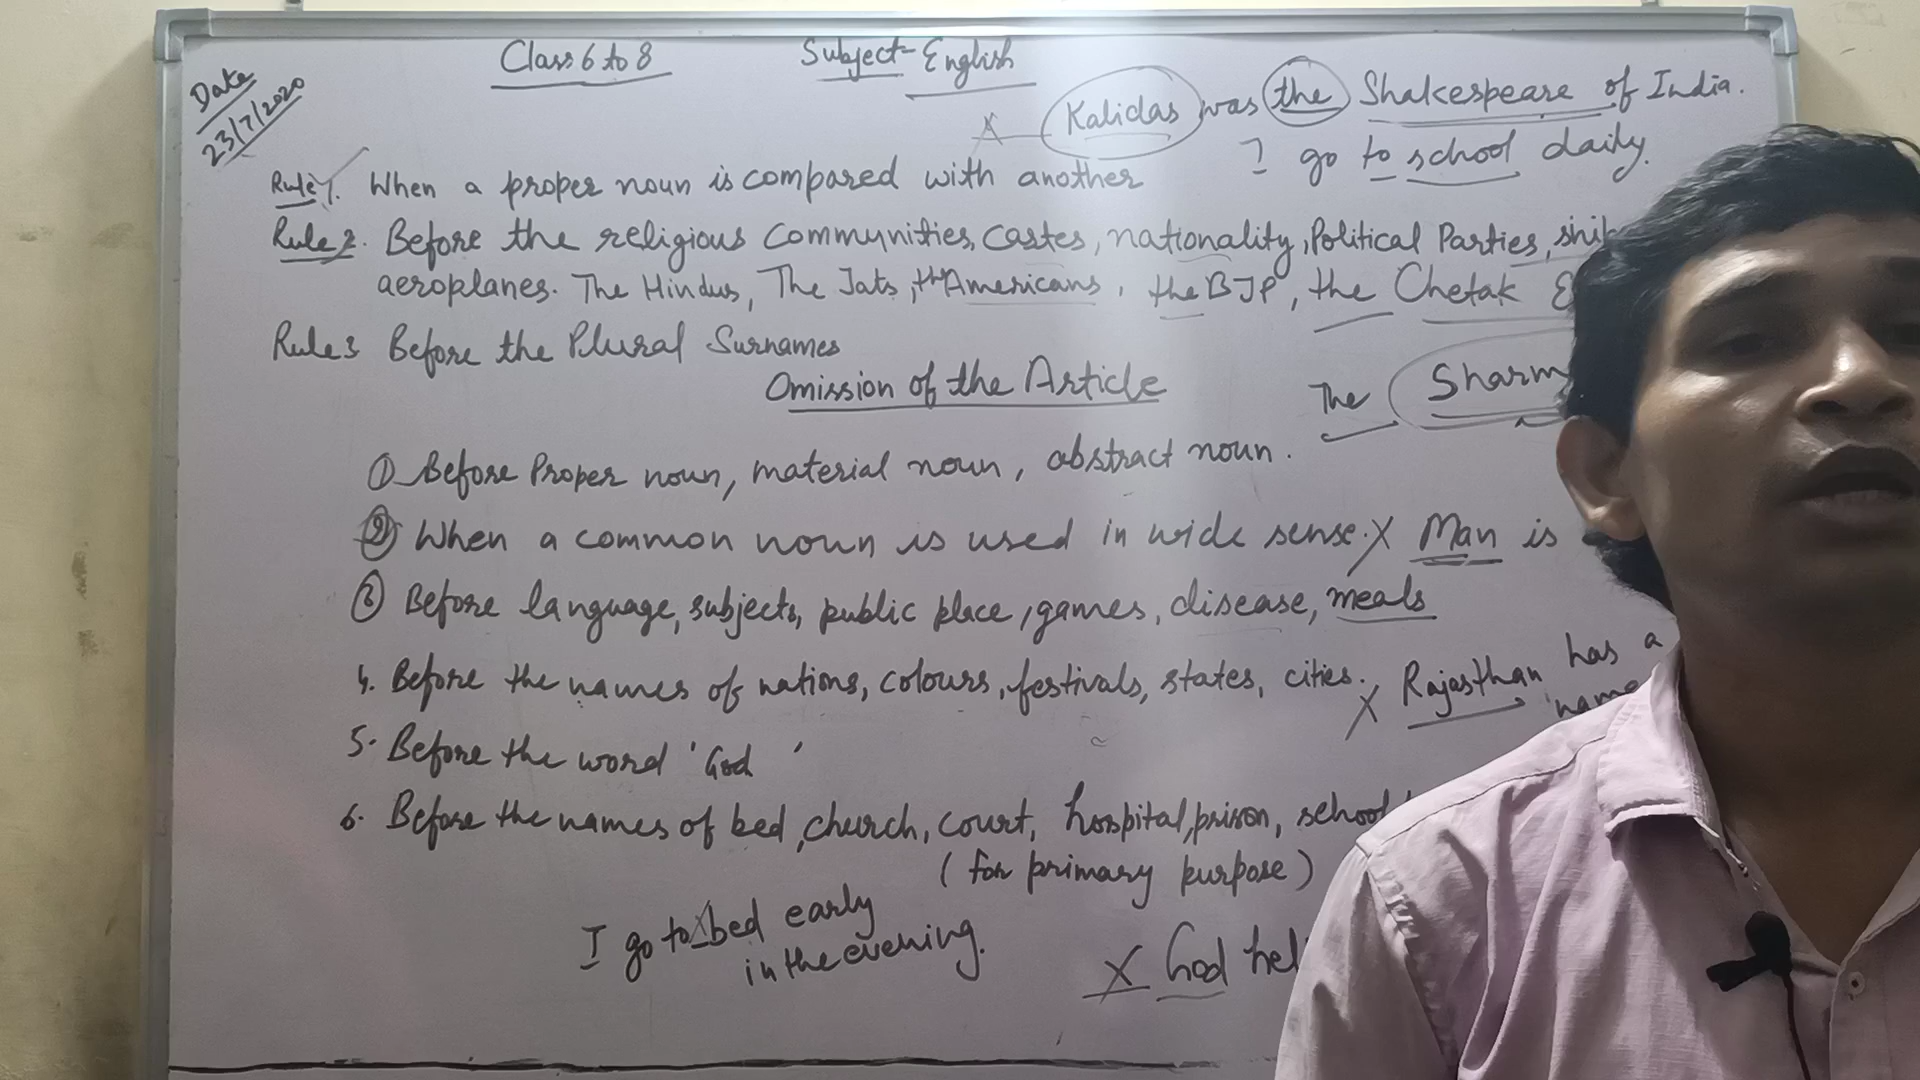 Date
23/7/2020
Class 6 to 8
Subject- English
Kalidas was the Shakespeare of India.
I go to school daily.
Rule 1. When a proper noun is compared with another
Rule 2. Before the religious Communities, Castes, nationality, Political Parties,
aeroplanes. The Hindus, The Jats, the Americans, the BJP, the Chetak
Rule 3 Before the Plural Surnames
Omission of the Article
The
① Before Proper noun, material noun, abstract noun.
② When a common noun is used in wide sense. X Man is
③ Before language, subjects, public place, games, disease, meals
4. Before the names of nations, colours, festivals, states, cities. X Rajasthan has a
name
5. Before the word 'God'
6. Before the names of bed, church, court, hospital, prison, school
(for primary purpose)
I go to X bed early
in the evening.
X God